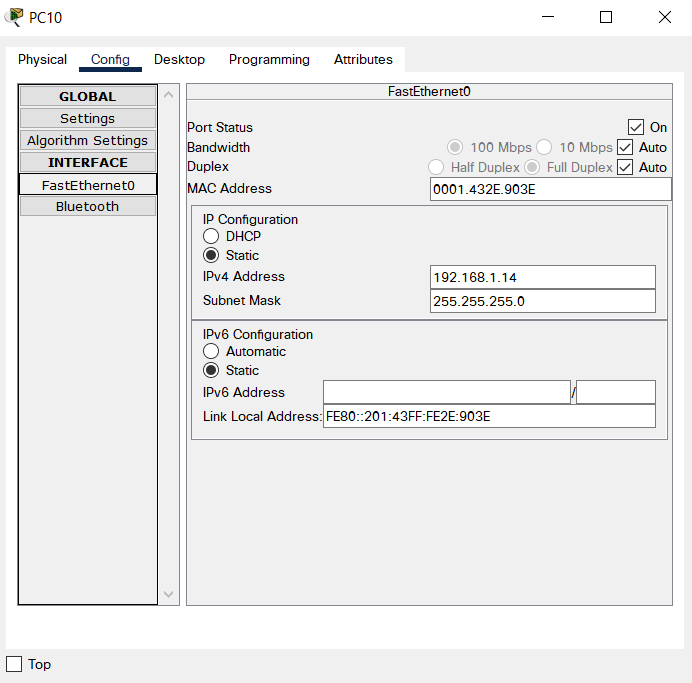 PC10
Physical Config Desktop Programming Attributes
GLOBAL
Settings
Algorithm Settings
INTERFACE
FastEthernet0
Bluetooth
FastEthernet0
Port Status On
Bandwidth 100 Mbps 10 Mbps Auto
Duplex Half Duplex Full Duplex Auto
MAC Address 0001.432E.903E
IP Configuration
DHCP
Static
IPv4 Address 192.168.1.14
Subnet Mask 255.255.255.0
IPv6 Configuration
Automatic
Static
IPv6 Address /
Link Local Address: FE80::201:43FF:FE2E:903E
Top